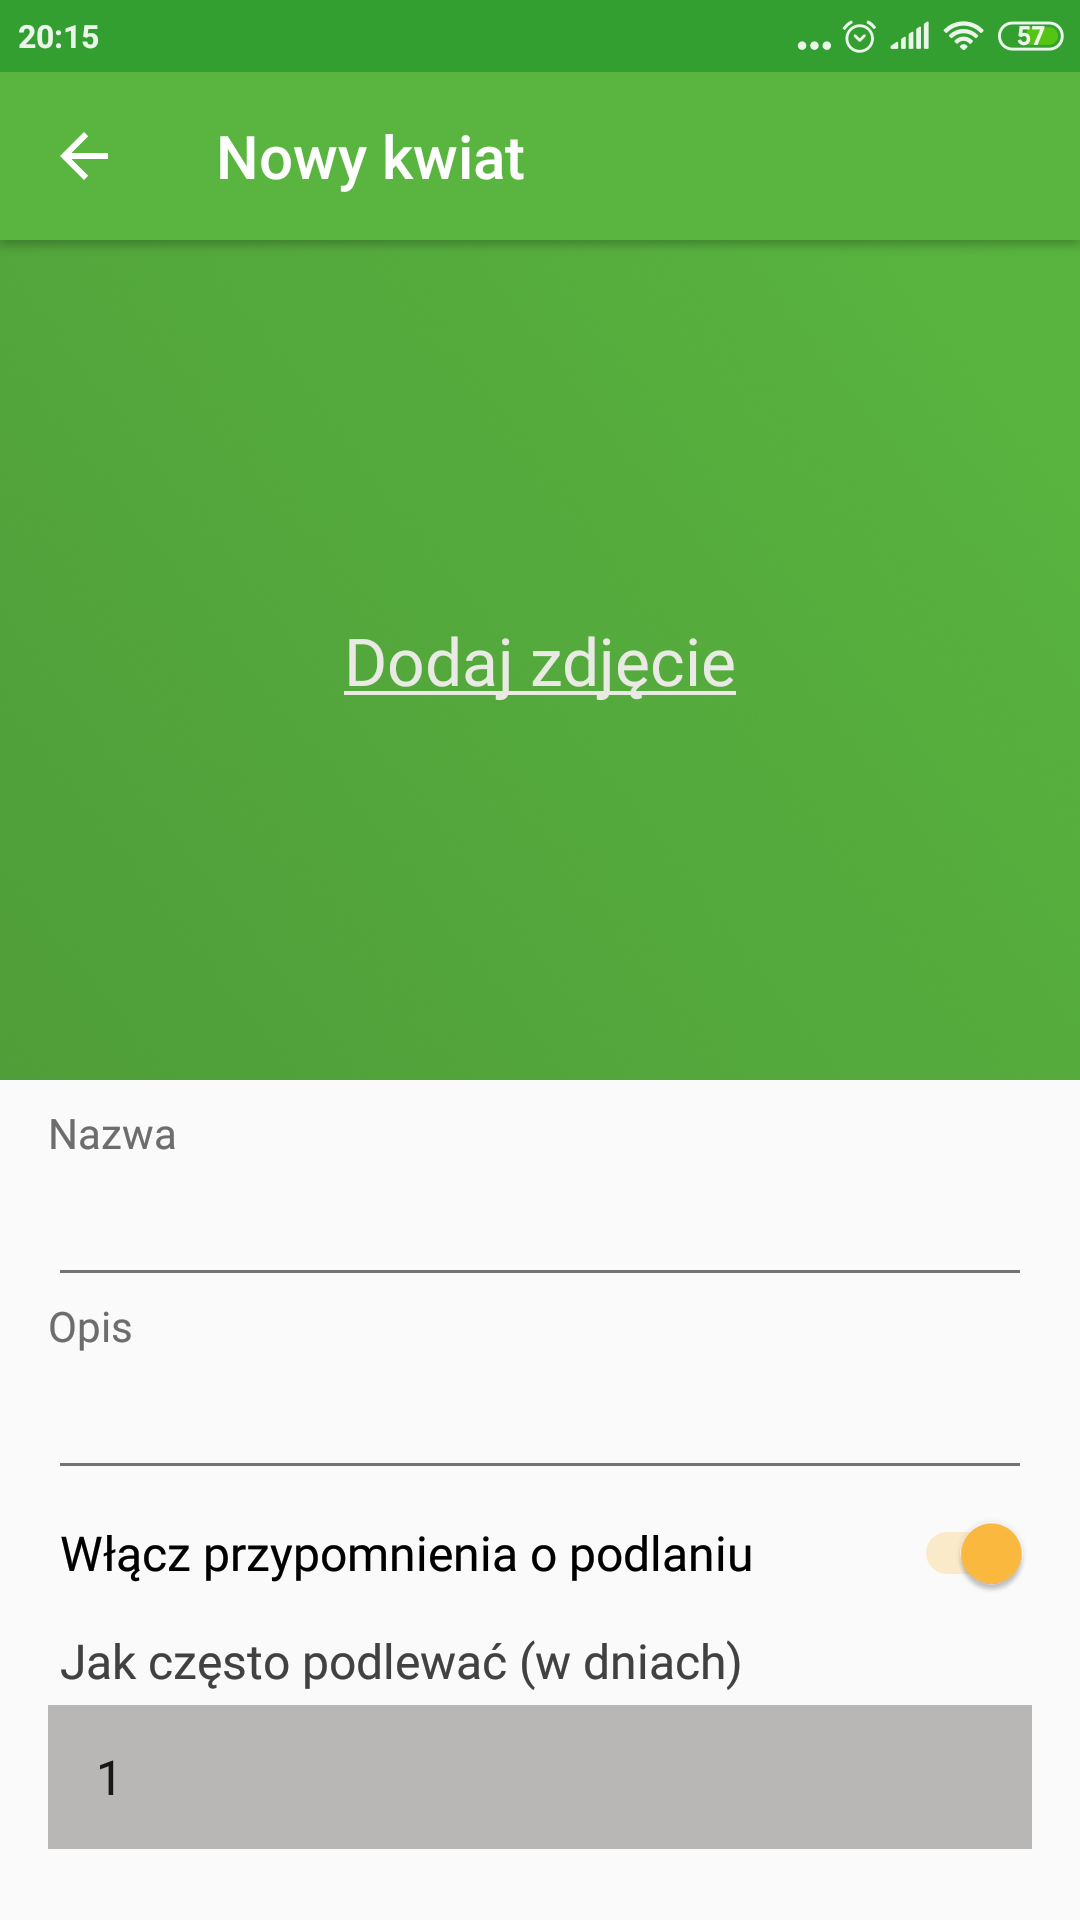 20:15
57
Nowy kwiat
Dodaj zdjęcie
Nazwa
Opis
Włącz przypomnienia o podlaniu
Jak często podlewać (w dniach)
1